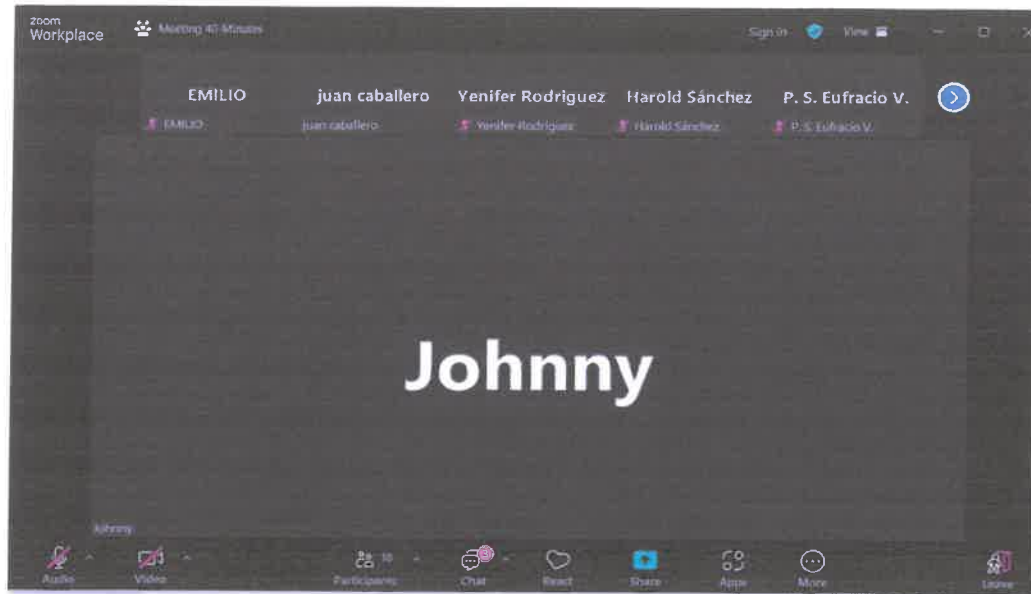 zoom
Workplace
Meeting 40-Minutes
Sign in
View
EMILIO
juan caballero
Yenifer Rodriguez
Harold Sánchez
P. S. Eufracio V.
EMILIO
juan caballero
Yenifer Rodriguez
Harold Sánchez
P. S. Eufracio V.
Johnny
Johnny
Audio
Video
10
Participants
Chat
React
Share
Apps
More
Leave